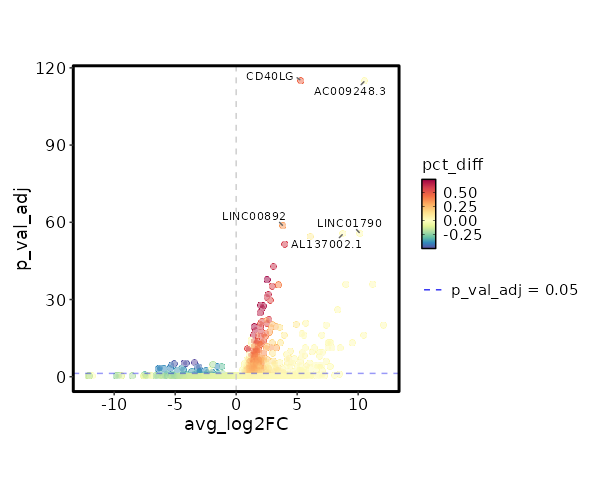 120
90
60
30
0
p_val_adj
CD40LG
AC009248.3
LINC00892
LINC01790
AL137002.1
-10
-5
0
5
10
avg_log2FC
pct_diff
0.50
0.25
0.00
-0.25
p_val_adj = 0.05